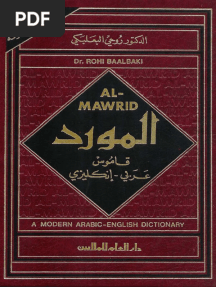 PDF
الدكتور روحي البعلبكي
Dr. ROHI BAALBAKI
AL-
MAWRID
المورد
قاموس
عربي - إنكليزي
A MODERN ARABIC-ENGLISH DICTIONARY
دار العلم للملايين